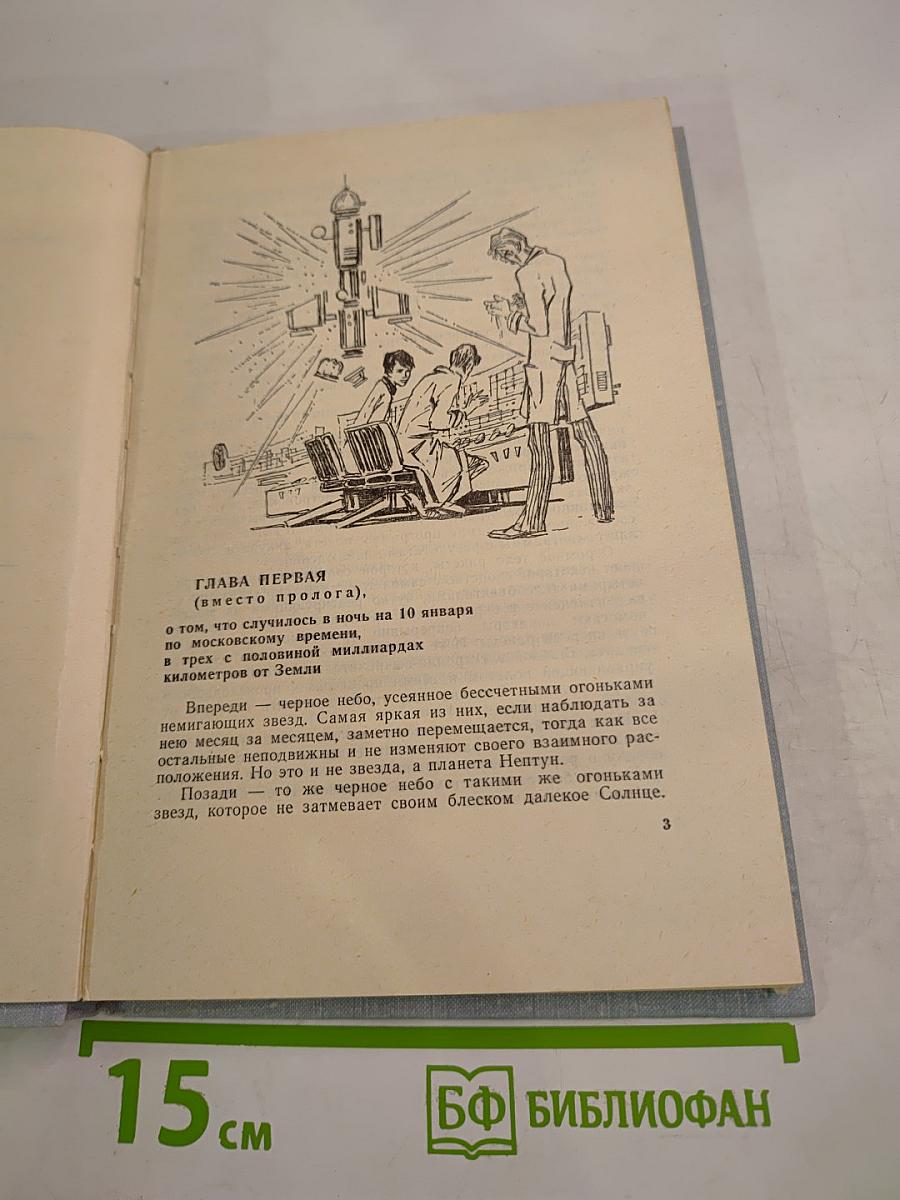 ГЛАВА ПЕРВАЯ
(вместо пролога),
о том, что случилось в ночь на 10 января
по московскому времени,
в трех с половиной миллиардах
километров от Земли
Впереди — черное небо, усеянное бессчетными огоньками
немигающих звезд. Самая яркая из них, если наблюдать за
нею месяц за месяцем, заметно перемещается, тогда как все
остальные неподвижны и не изменяют своего взаимного рас-
положения. Но это и не звезда, а планета Нептун.
Позади — то же черное небо с такими же огоньками
звезд, которое не затмевает своим блеском далекое Солнце.
3
15 см
БФ БИБЛИОФАН